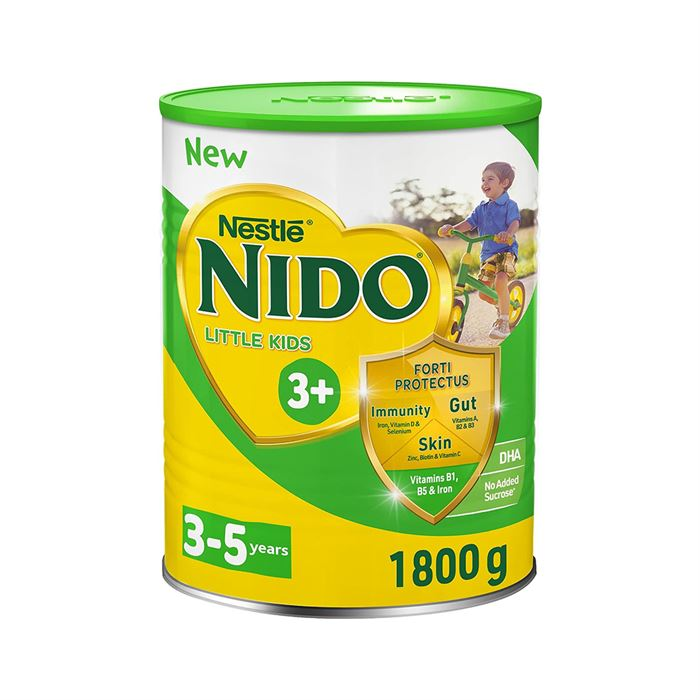 Nestlé
New
Nestlé®
NIDO®
LITTLE KIDS
3+
FORTI
PROTECTUS
Immunity
Iron, Vitamin D &
Selenium
Gut
Vitamins A,
B2 & B3
Skin
Zinc, Biotin & Vitamin C
Vitamins B1,
B5 & Iron
DHA
No Added
Sucrose*
3-5 years
1800 g